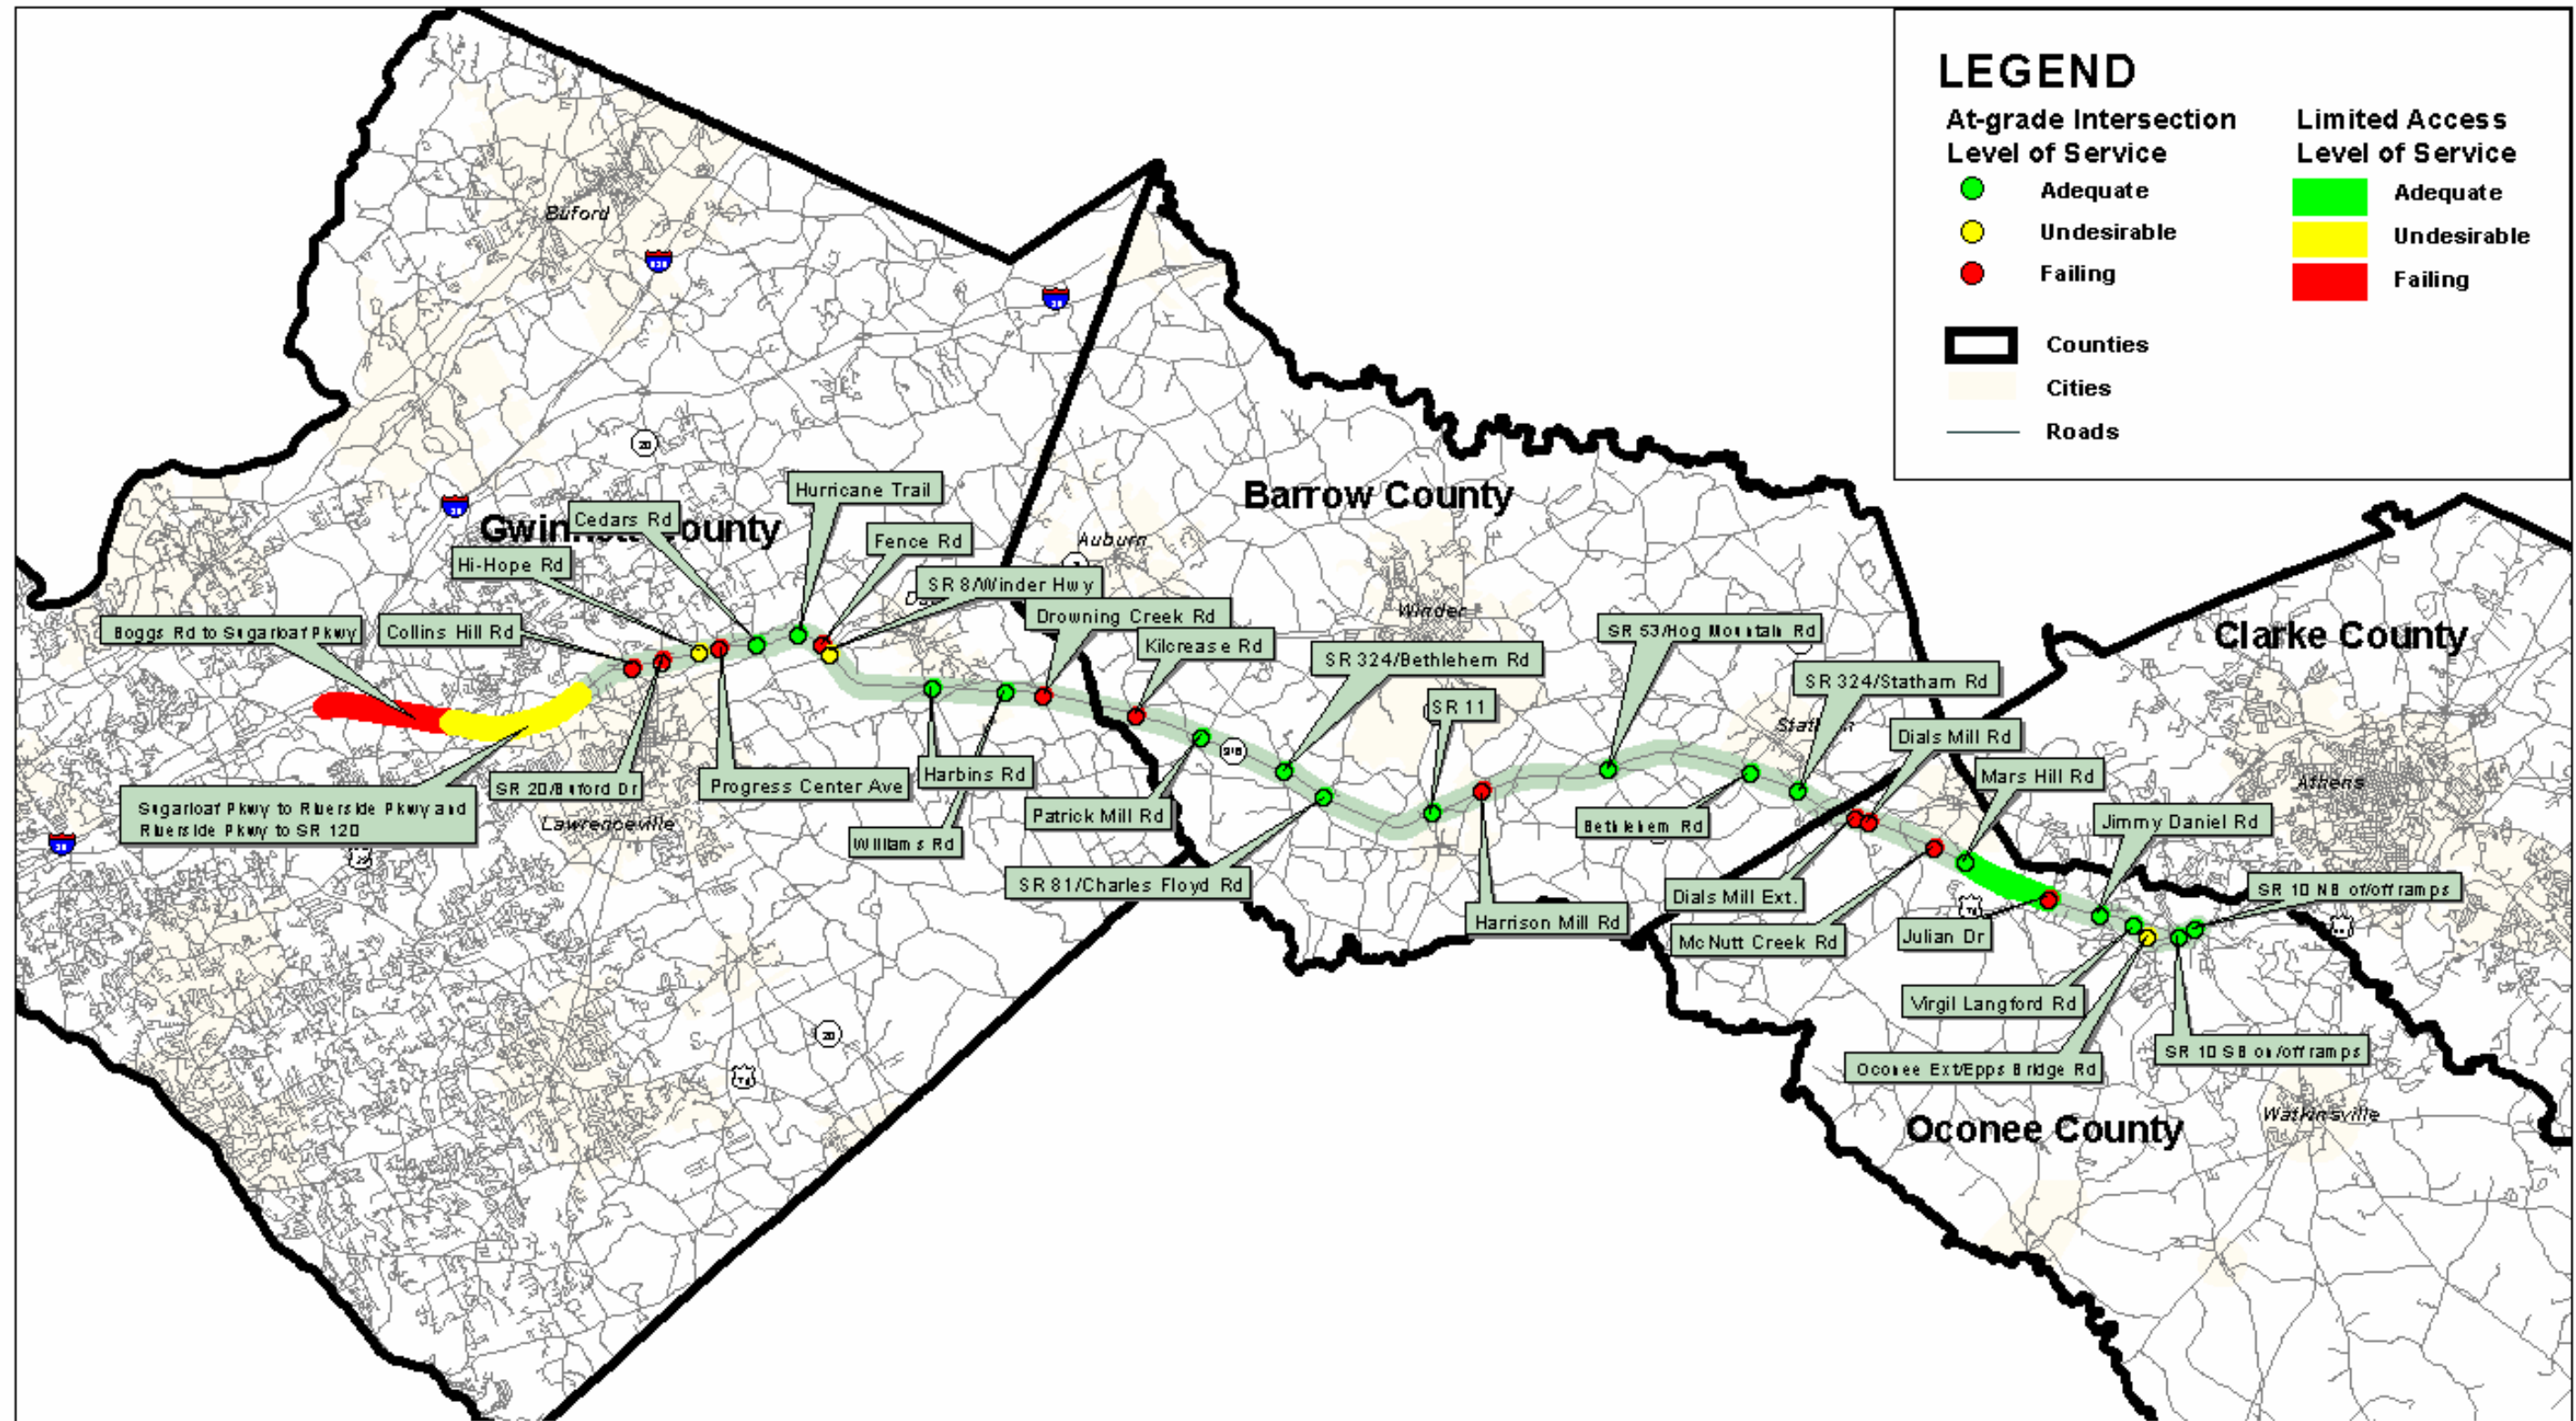 LEGEND
At-grade Intersection
Level of Service
Adequate
Undesirable
Failing
Limited Access
Level of Service
Adequate
Undesirable
Failing
Counties
Cities
Roads
Buford
20
Hurricane Trail
Barrow County
Cedars Rd
Fence Rd
Auburn
Hi-Hope Rd
SR 8/Winder Hwy
Winder
Drowning Creek Rd
Boggs Rd to Sugarloaf Pkwy
Collins Hill Rd
Kilcrease Rd
SR 53/Hog Mountain Rd
Clarke County
SR 324/Bethlehem Rd
SR 324/Statham Rd
SR 11
Dials Mill Rd
316
Mars Hill Rd
Athens
SR 20/Buford Dr
Progress Center Ave
Harbins Rd
Sugarloaf Pkwy to Riverside Pkwy and
Riverside Pkwy to SR 120
Patrick Mill Rd
Lawrenceville
Bethlehem Rd
Jimmy Daniel Rd
Williams Rd
SR 81/Charles Floyd Rd
Dials Mill Ext.
SR 10 NB on/off ramps
Harrison Mill Rd
McNutt Creek Rd
Julian Dr
Virgil Langford Rd
20
78
SR 10 SB on/off ramps
Oconee Ext/Epps Bridge Rd
Watkinsville
Oconee County